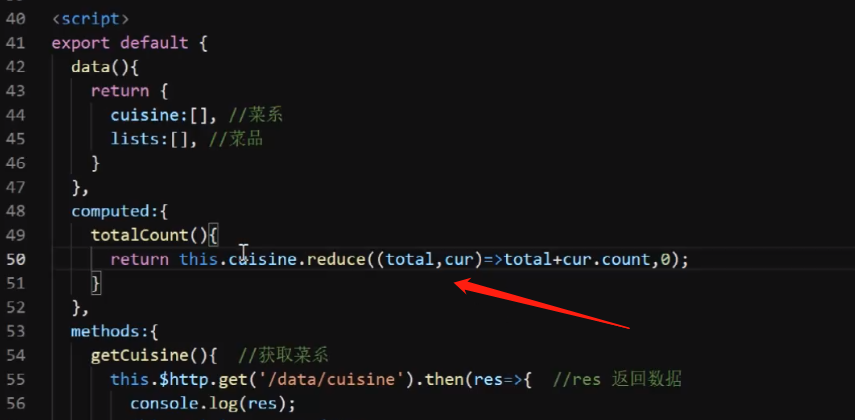 40 <script>
41 export default {
42 data(){
43 return {
44 cuisine:[], //菜系
45 lists:[], //菜品
46 }
47 },
48 computed:{
49 totalCount(){
50 return this.cuisine.reduce((total,cur)=>total+cur.count,0);
51 }
52 },
53 methods:{
54 getCuisine(){ //获取菜系
55 this.$http.get('/data/cuisine').then(res=>{ //res 返回数据
56 console.log(res);